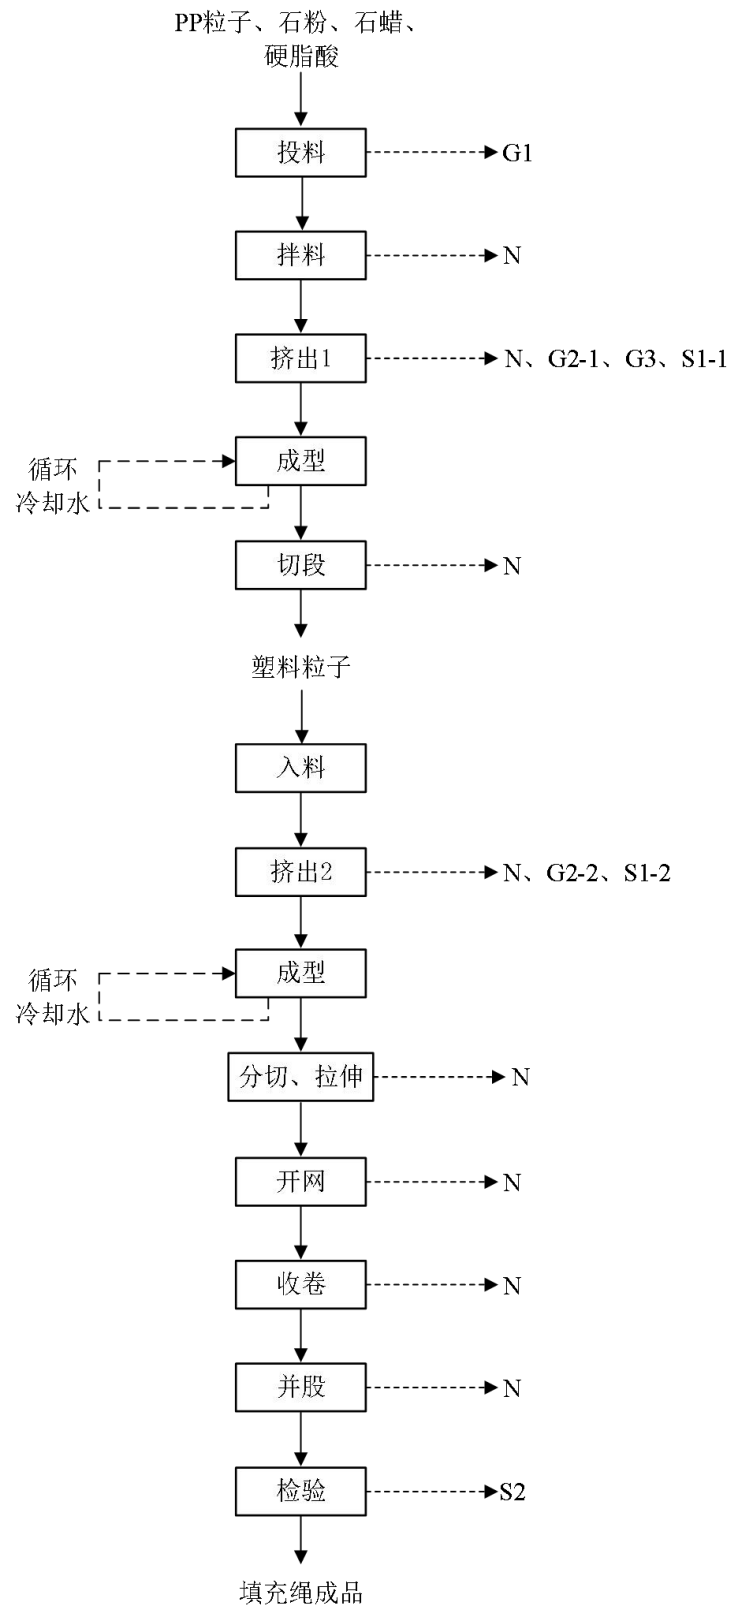 PP粒子、石粉、石蜡、
硬脂酸
投料
G1
拌料
N
挤出1
N、G2-1、G3、S1-1
成型
循环
冷却水
切段
N
塑料粒子
入料
挤出2
N、G2-2、S1-2
成型
循环
冷却水
分切、拉伸
N
开网
N
收卷
N
并股
N
检验
S2
填充绳成品